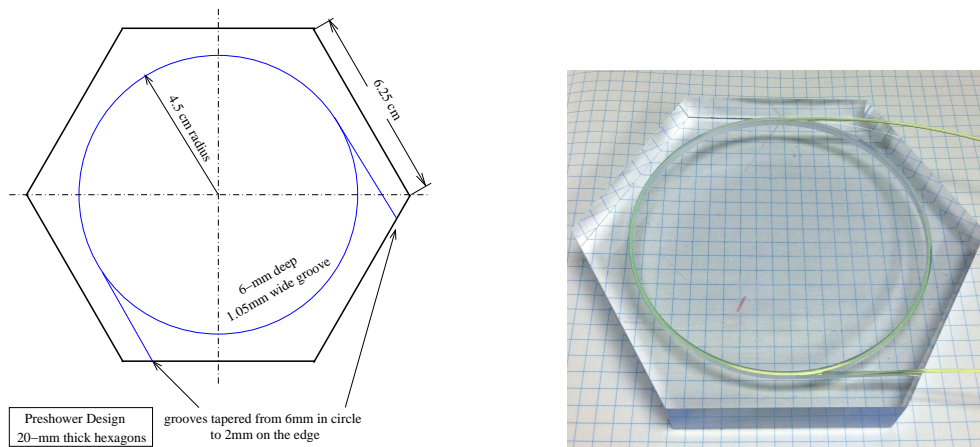 6.25 cm
4.5 cm radius
6−mm deep
1.05mm wide groove
Preshower Design
20−mm thick hexagons
grooves tapered from 6mm in circle
to 2mm on the edge